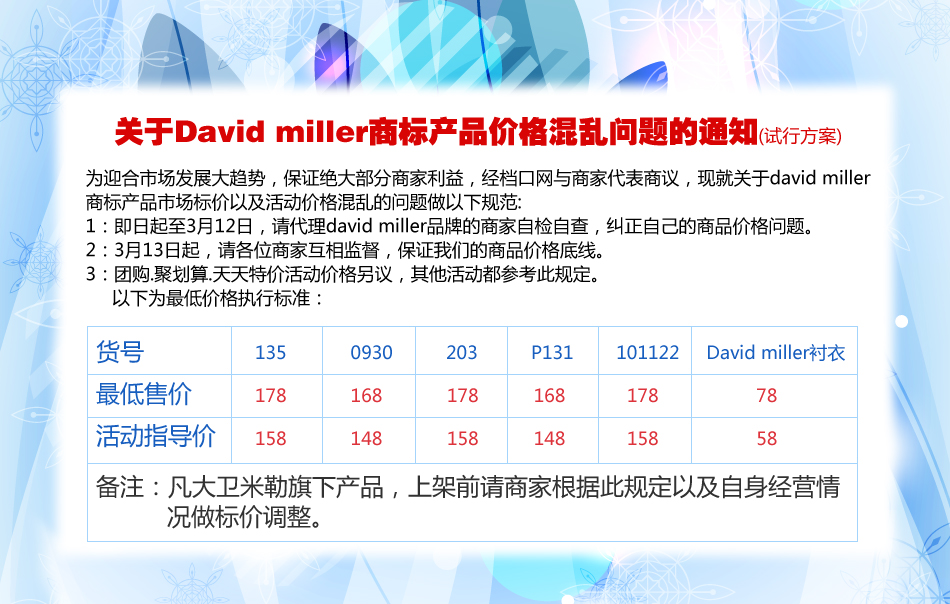 关于David miller商标产品价格混乱问题的通知(试行方案)
为迎合市场发展大趋势，保证绝大部分商家利益，经档口网与商家代表商议，现就关于david miller
商标产品市场标价以及活动价格混乱的问题做以下规范:
1：即日起至3月12日，请代理david miller品牌的商家自检自查，纠正自己的商品价格问题。
2：3月13日起，请各位商家互相监督，保证我们的商品价格底线。
3：团购.聚划算.天天特价活动价格另议，其他活动都参考此规定。
以下为最低价格执行标准：
货号 135 0930 203 P131 101122 David miller衬衣
最低售价 178 168 178 168 178 78
活动指导价 158 148 158 148 158 58
备注：凡大卫米勒旗下产品，上架前请商家根据此规定以及自身经营情
况做标价调整。